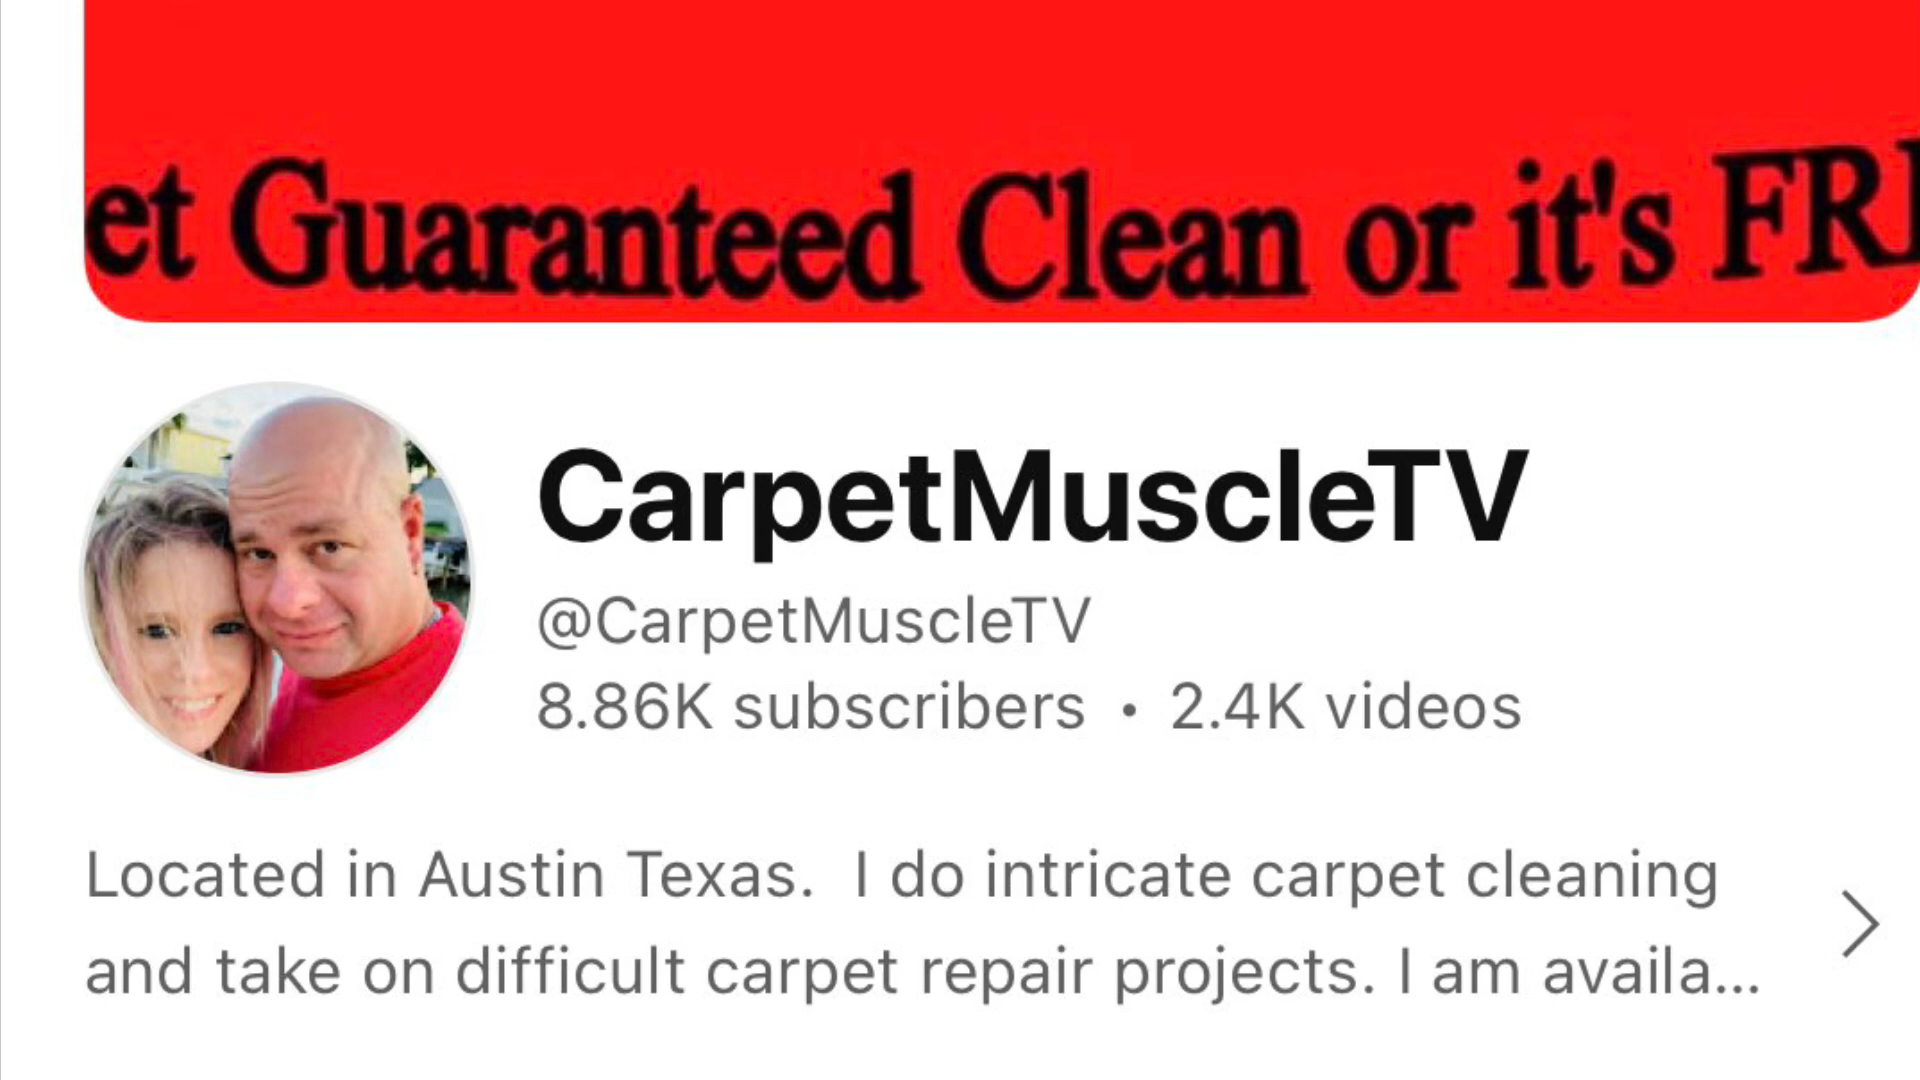 et Guaranteed Clean or it's FR
CarpetMuscleTV
@CarpetMuscleTV
8.86K subscribers • 2.4K videos
Located in Austin Texas.  I do intricate carpet cleaning
and take on difficult carpet repair projects. I am availa...